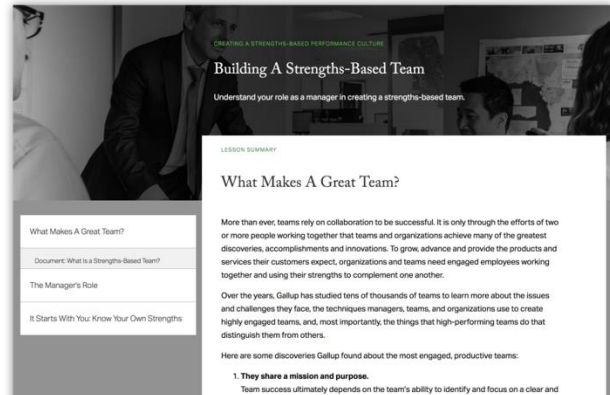 CREATING A STRENGTHS-BASED PERFORMANCE CULTURE
Building A Strengths-Based Team
Understand your role as a manager in creating a strengths-based team.
LESSON SUMMARY
What Makes A Great Team?
More than ever, teams rely on collaboration to be successful. It is only through the efforts of two
or more people working together that teams and organizations achieve many of the greatest
discoveries, accomplishments and innovations. To grow, advance and provide the products and
services their customers expect, organizations and teams need engaged employees working
together and using their strengths to complement one another.
Over the years, Gallup has studied tens of thousands of teams to learn more about the issues
and challenges they face, the techniques managers, teams, and organizations use to create
highly engaged teams, and, most importantly, the things that high-performing teams do that
distinguish them from others.
Here are some discoveries Gallup found about the most engaged, productive teams:
1. They share a mission and purpose.
Team success ultimately depends on the team's ability to identify and focus on a clear and
What Makes A Great Team?
Document: What Is a Strengths-Based Team?
The Manager's Role
It Starts With You: Know Your Own Strengths